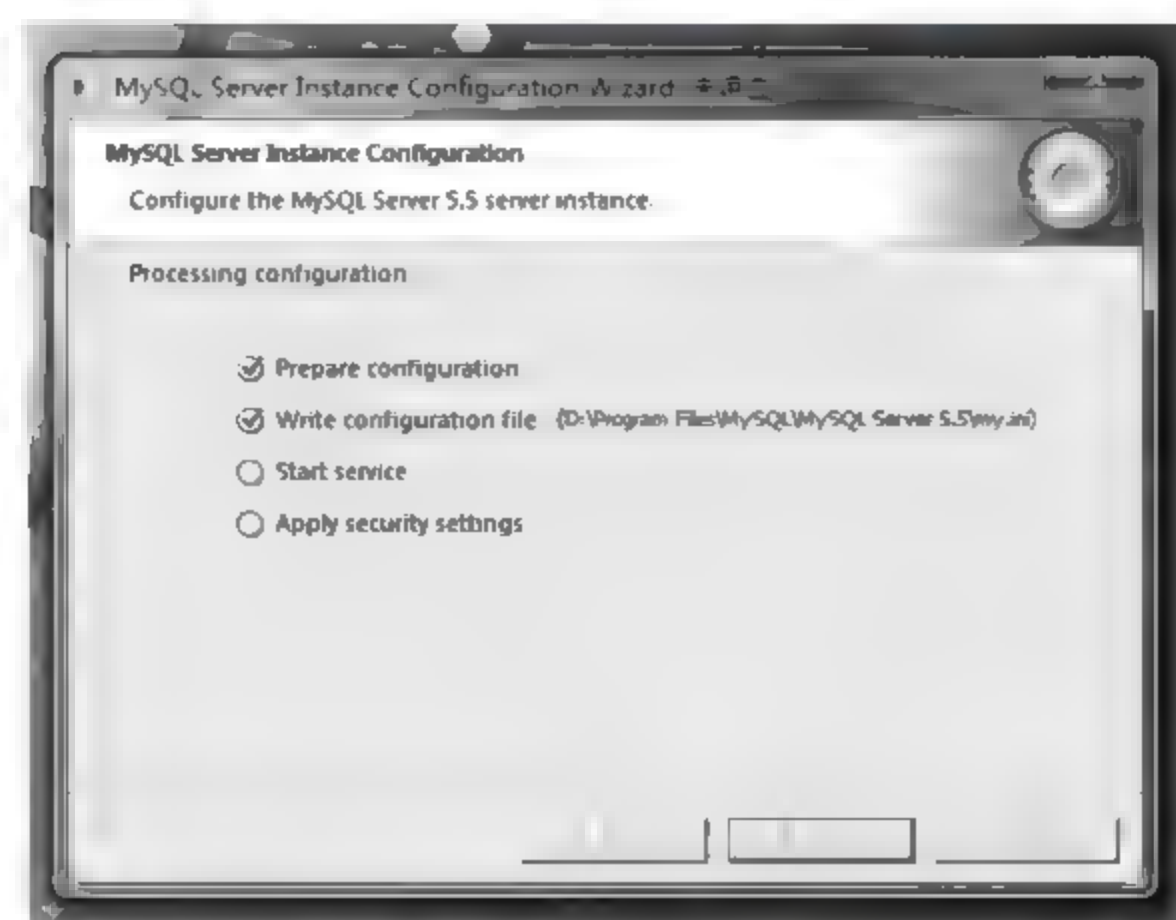 MySQL Server Instance Configuration Wizard
MySQL Server Instance Configuration
Configure the MySQL Server 5.5 server instance.
Processing configuration
Prepare configuration
Write configuration file (D:\Program Files\MySQL\MySQL Server 5.5\my.ini)
Start service
Apply security settings